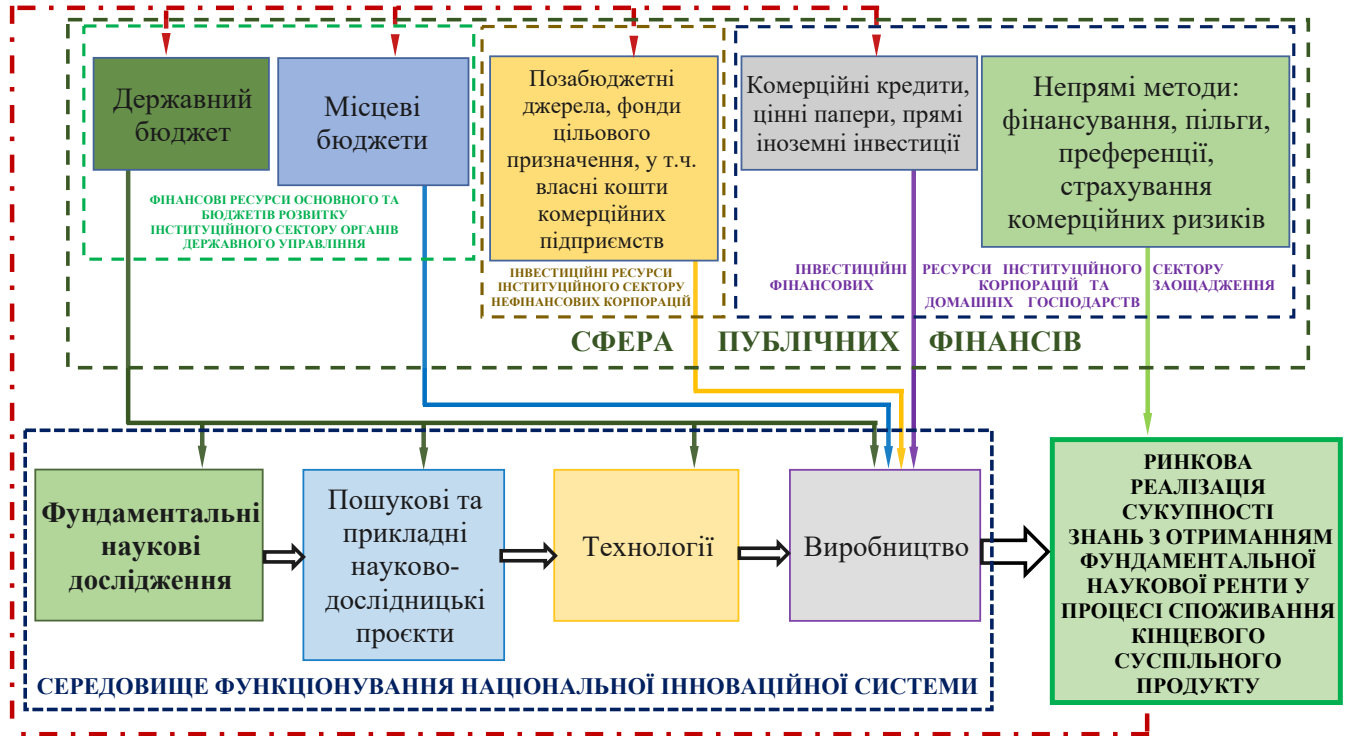 Державний
бюджет
Місцеві
бюджети
ФІНАНСОВІ РЕСУРСИ ОСНОВНОГО ТА
БЮДЖЕТІВ РОЗВИТКУ
ІНСТИТУЦІЙНОГО СЕКТОРУ ОРГАНІВ
ДЕРЖАВНОГО УПРАВЛІННЯ
Позабюджетні
джерела, фонди
цільового
призначення, у т.ч.
власні кошти
комерційних
підприємств
ІНВЕСТИЦІЙНІ РЕСУРСИ
ІНСТИТУЦІЙНОГО СЕКТОРУ
НЕФІНАНСОВИХ КОРПОРАЦІЙ
Комерційні кредити,
цінні папери, прямі
іноземні інвестиції
Непрямі методи:
фінансування, пільги,
преференції,
страхування
комерційних ризиків
ІНВЕСТИЦІЙНІ РЕСУРСИ ІНСТИТУЦІЙНОГО СЕКТОРУ
ФІНАНСОВИХ КОРПОРАЦІЙ ТА ЗАОЩАДЖЕННЯ
ДОМАШНІХ ГОСПОДАРСТВ
СФЕРА ПУБЛІЧНИХ ФІНАНСІВ
Фундаментальні
наукові
дослідження
Пошукові та
прикладні
науково-
дослідницькі
проєкти
Технології
Виробництво
РИНКОВА
РЕАЛІЗАЦІЯ
СУКУПНОСТІ
ЗНАНЬ З ОТРИМАННЯМ
ФУНДАМЕНТАЛЬНОЇ
НАУКОВОЇ РЕНТИ У
ПРОЦЕСІ СПОЖИВАННЯ
КІНЦЕВОГО
СУСПІЛЬНОГО
ПРОДУКТУ
СЕРЕДОВИЩЕ ФУНКЦІОНУВАННЯ НАЦІОНАЛЬНОЇ ІННОВАЦІЙНОЇ СИСТЕМИ